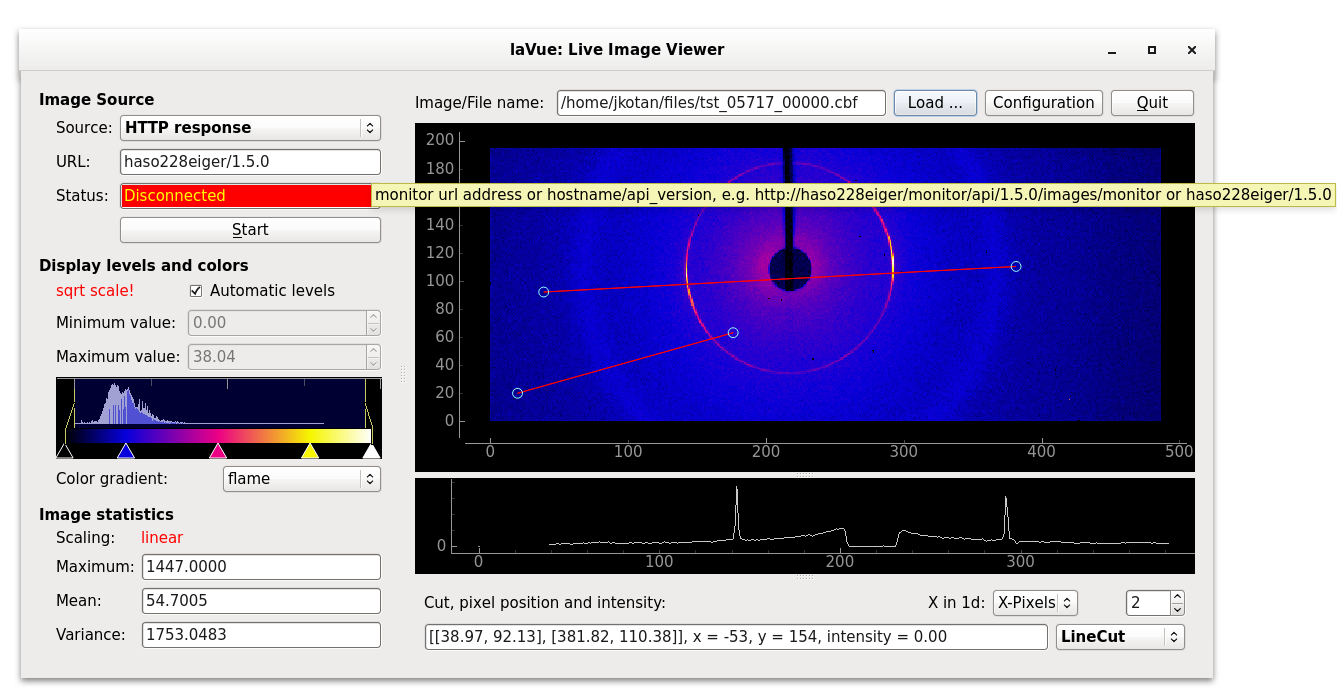 laVue: Live Image Viewer
Image Source
Source: HTTP response
URL: haso228eiger/1.5.0
Status: Disconnected
monitor url address or hostname/api_version, e.g. http://haso228eiger/monitor/api/1.5.0/images/monitor or haso228eiger/1.5.0
Start
Display levels and colors
sqrt scale! Automatic levels
Minimum value: 0.00
Maximum value: 38.04
Color gradient: flame
Image statistics
Scaling: linear
Maximum: 1447.0000
Mean: 54.7005
Variance: 1753.0483
Image/File name: /home/jkotan/files/tst_05717_00000.cbf Load ... Configuration Quit
200
180
140
120
100
80
60
40
20
0
0 100 200 300 400 500
0
0 100 200 300
Cut, pixel position and intensity: X in 1d: X-Pixels 2
[[38.97, 92.13], [381.82, 110.38]], x = -53, y = 154, intensity = 0.00 LineCut